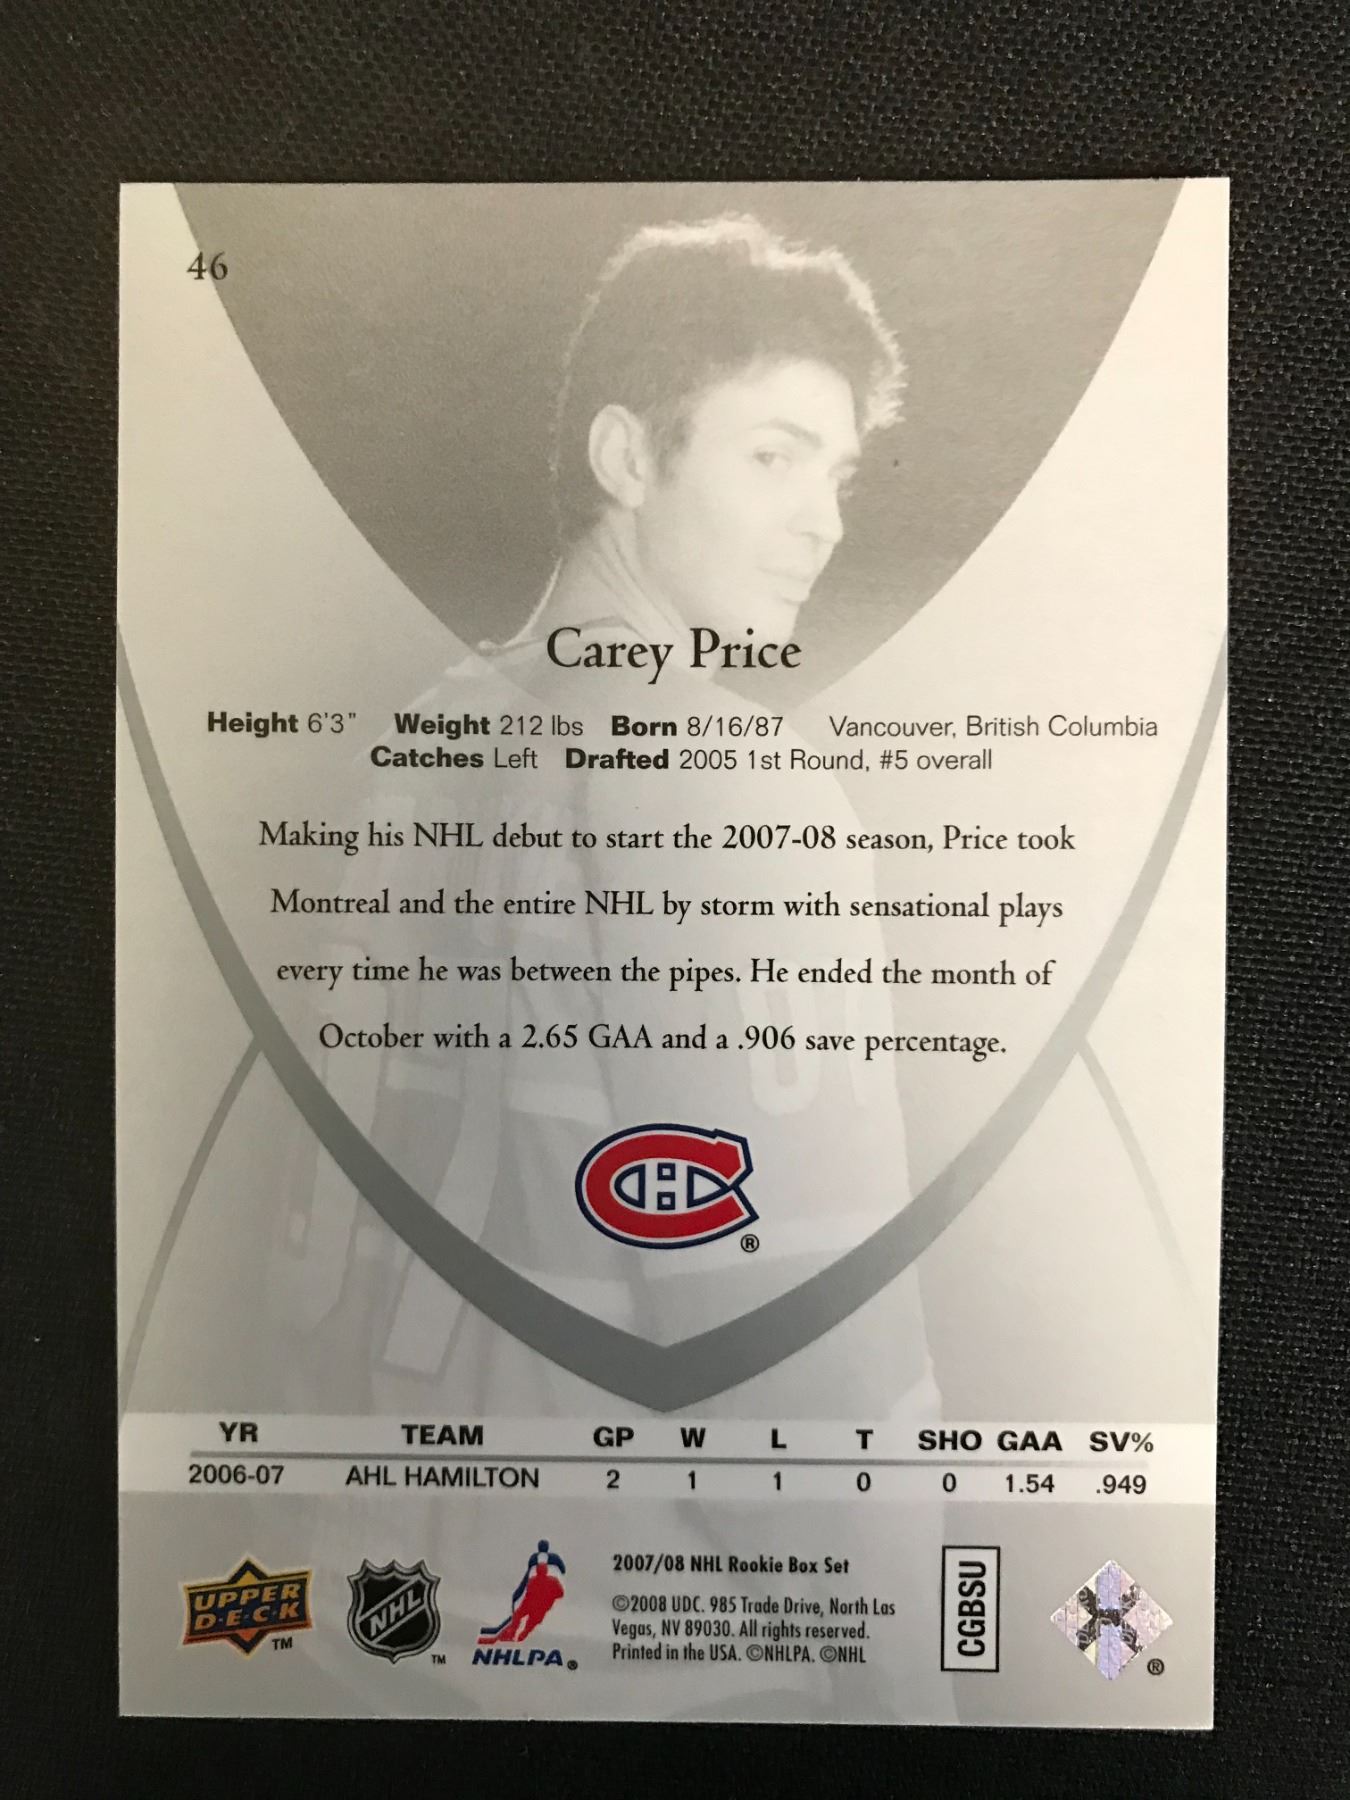 46
Carey Price
Height 6'3" Weight 212 lbs Born 8/16/87 Vancouver, British Columbia
Catches Left Drafted 2005 1st Round, #5 overall
Making his NHL debut to start the 2007-08 season, Price took
Montreal and the entire NHL by storm with sensational plays
every time he was between the pipes. He ended the month of
October with a 2.65 GAA and a .906 save percentage.
CH ®
YR TEAM GP W L T SHO GAA SV%
2006-07 AHL HAMILTON 2 1 1 0 0 1.54 .949
UPPER
D·E·C·K TM
NHL TM
NHLPA®
2007/08 NHL Rookie Box Set
©2008 UDC. 985 Trade Drive, North Las
Vegas, NV 89030. All rights reserved.
Printed in the USA. ©NHLPA. ©NHL
CGBSU
®